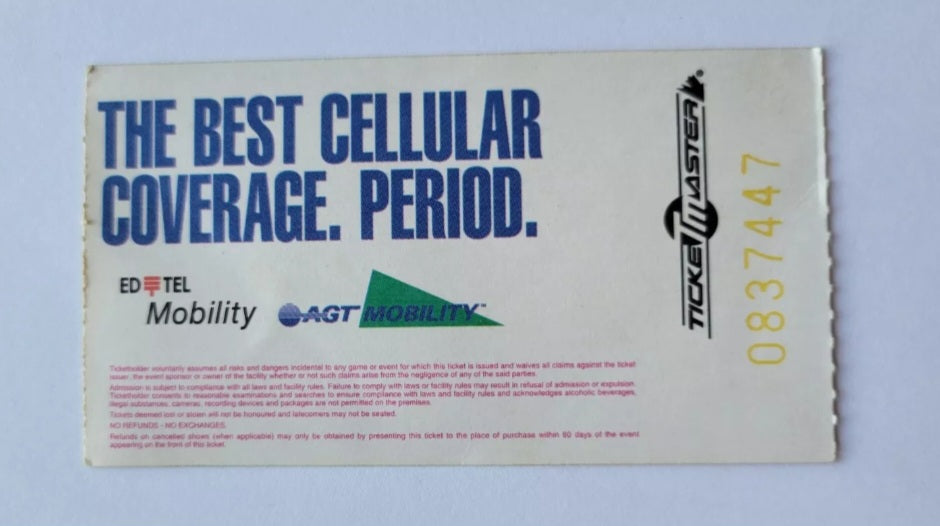 THE BEST CELLULAR
COVERAGE. PERIOD.
ED TEL
Mobility
AGT MOBILITY™
Ticketholder voluntarily assumes all risks and dangers incidental to any game or event for which this ticket is issued and waives all claims against the ticket
issuer, the event sponsor or owner of the facility whether or not such claims arise from the negligence of any of the said parties.
Admission is subject to compliance with all laws and facility rules. Failure to comply with laws or facility rules may result in refusal of admission or expulsion.
Ticketholder consents to reasonable examinations and searches to ensure compliance with laws and facility rules and acknowledges alcoholic beverages,
illegal substances, cameras, recording devices and packages are not permitted on the premises.
Tickets deemed lost or stolen will not be honoured and latecomers may not be seated.
NO REFUNDS - NO EXCHANGES.
Refunds on cancelled shows (when applicable) may only be obtained by presenting this ticket to the place of purchase within 60 days of the event
appearing on the front of this ticket.
TICKETMASTER®
0837447